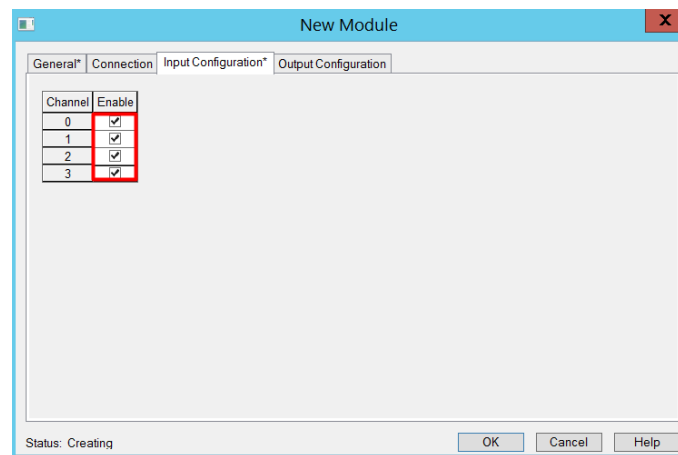 New Module
X
General* Connection Input Configuration* Output Configuration
Channel Enable
0
1
2
3
Status: Creating
OK Cancel Help